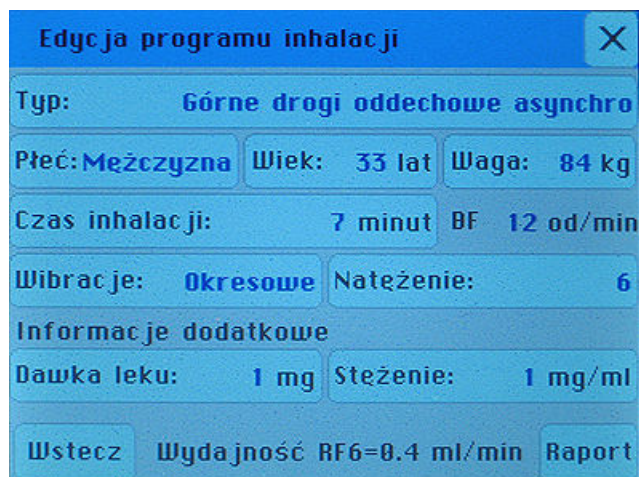 Edycja programu inhalacji X
Typ: Górne drogi oddechowe asynchro
Płeć: Mężczyzna Wiek: 33 lat Waga: 84 kg
Czas inhalacji: 7 minut BF 12 od/min
Wibracje: Okresowe Natężenie: 6
Informacje dodatkowe
Dawka leku: 1 mg Stężenie: 1 mg/ml
Wstecz Wydajność RF6=0.4 ml/min Raport